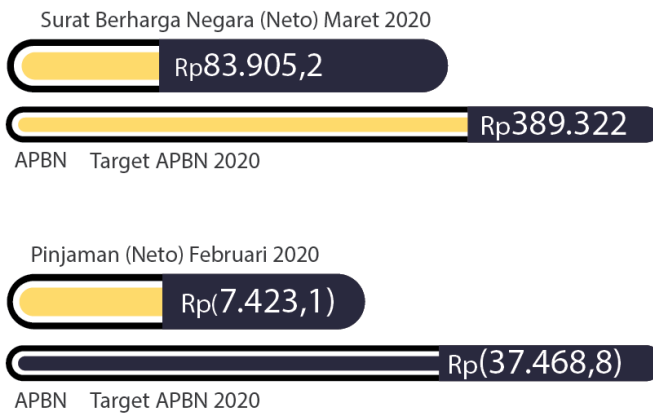 Surat Berharga Negara (Neto) Maret 2020
Rp83.905,2
Rp389.322
APBN Target APBN 2020
Pinjaman (Neto) Februari 2020
Rp(7.423,1)
Rp(37.468,8)
APBN Target APBN 2020